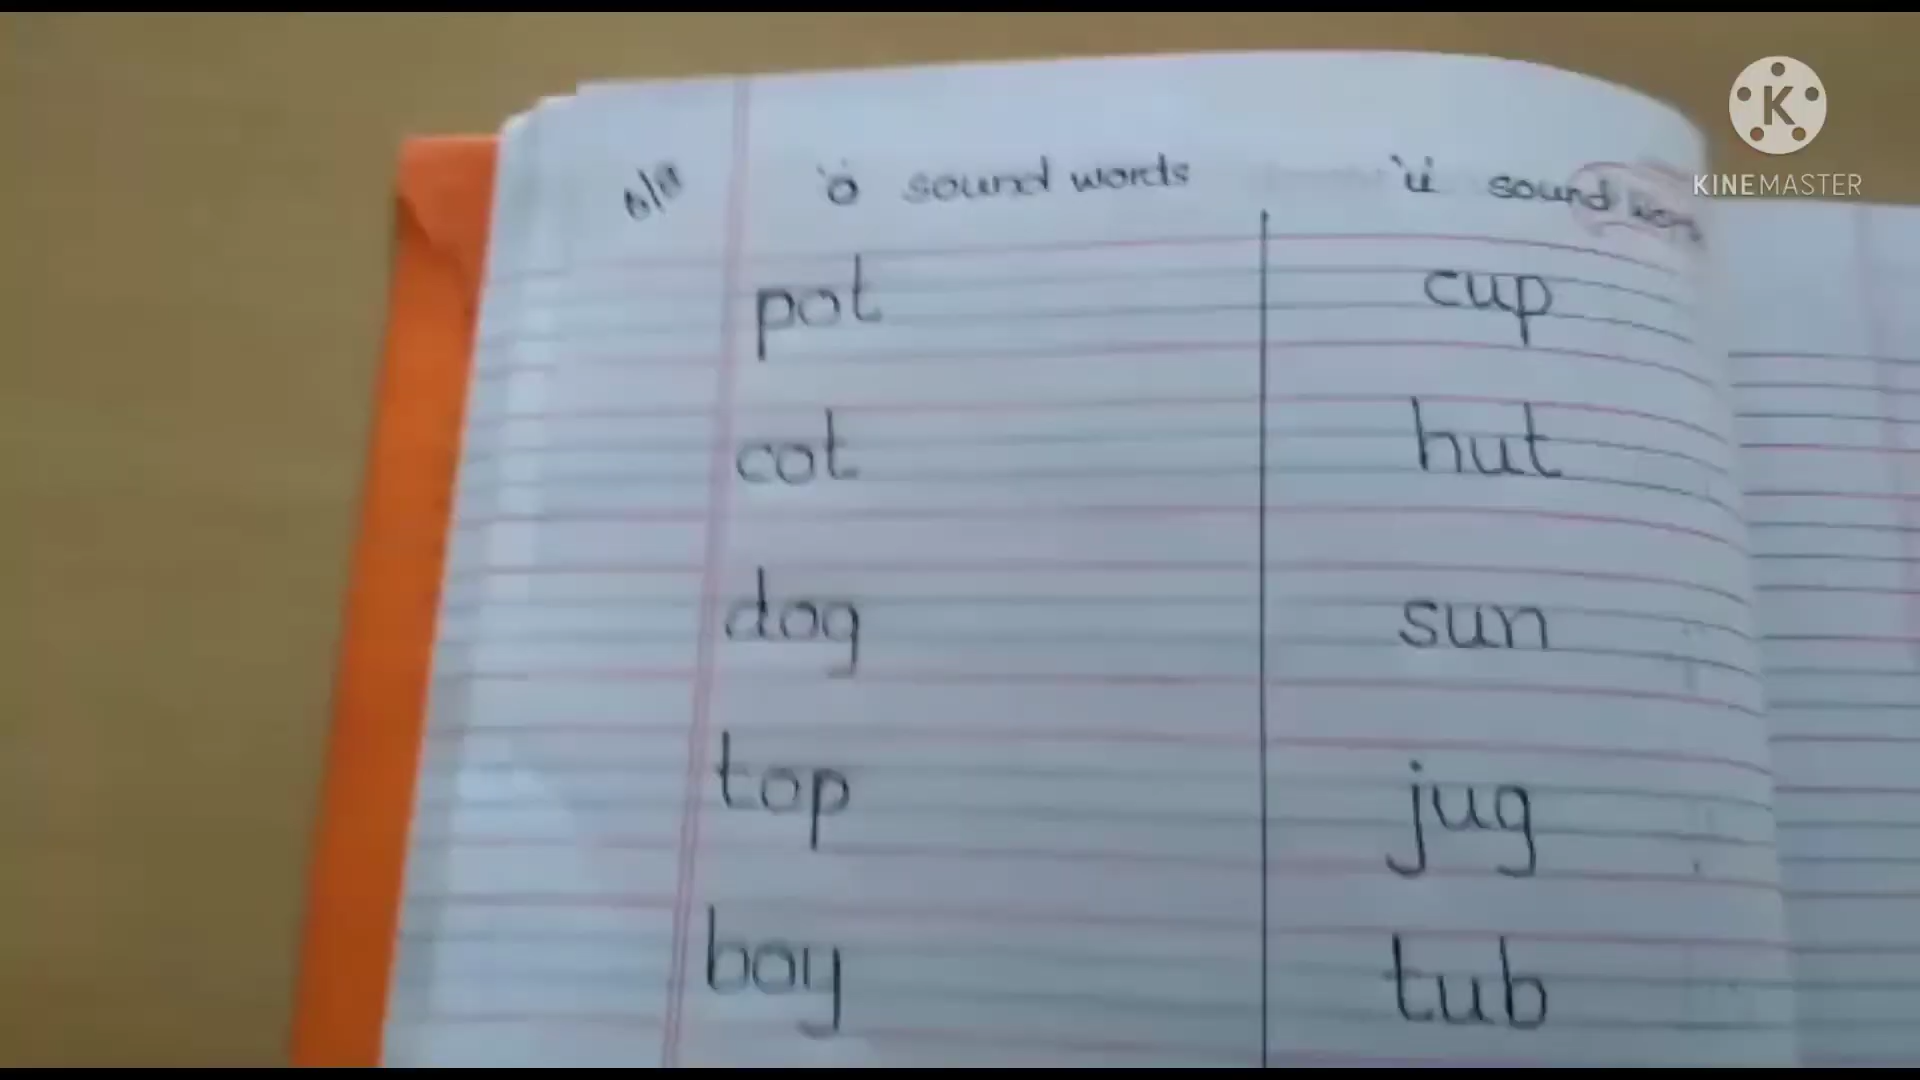 'o' sound words
'u' sound
pot
cup
cot
hut
dog
sun
top
jug
boy
tub
K
KINEMASTER